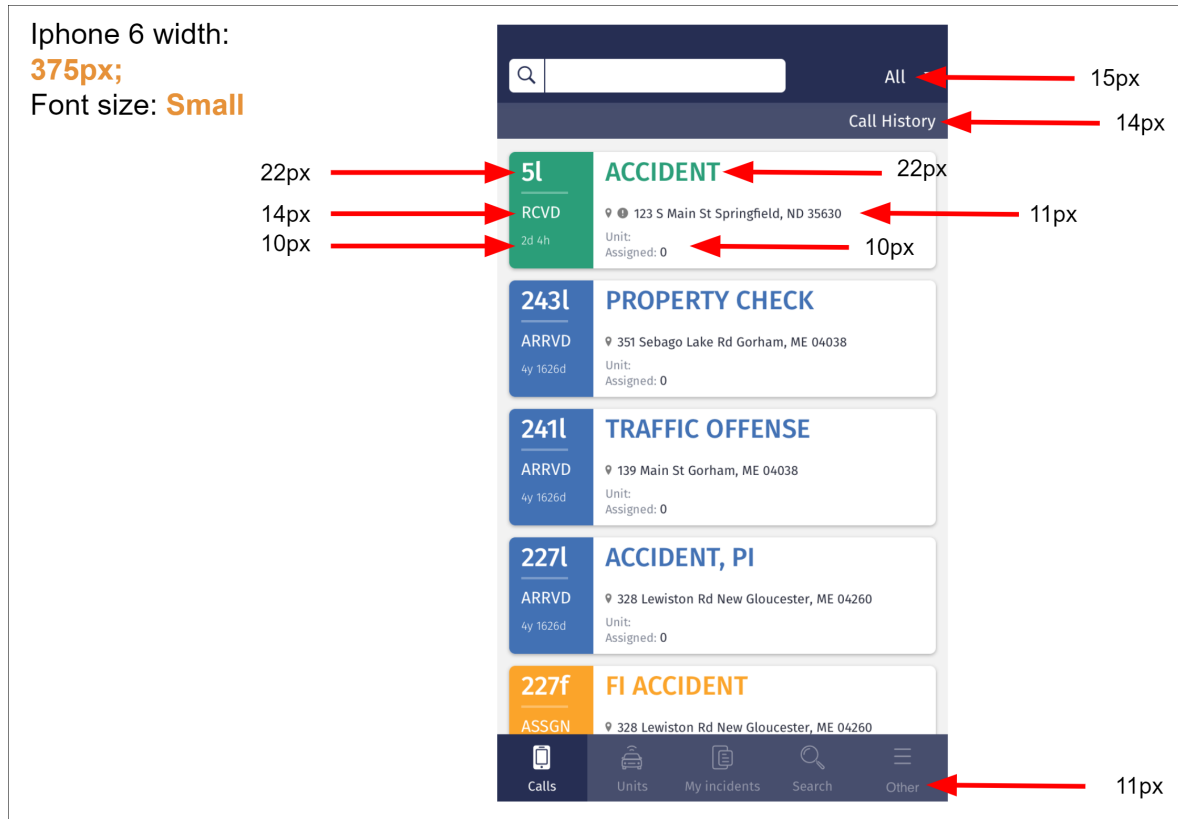 Iphone 6 width:
375px;
Font size: Small
All
15px
Call History
14px
22px
5l
ACCIDENT
22px
14px
RCVD
123 S Main St Springfield, ND 35630
11px
10px
2d 4h
Unit:
Assigned: 0
10px
243l
PROPERTY CHECK
ARRVD
351 Sebago Lake Rd Gorham, ME 04038
4y 1626d
Unit:
Assigned: 0
241l
TRAFFIC OFFENSE
ARRVD
139 Main St Gorham, ME 04038
4y 1626d
Unit:
Assigned: 0
227l
ACCIDENT, PI
ARRVD
328 Lewiston Rd New Gloucester, ME 04260
4y 1626d
Unit:
Assigned: 0
227f
FI ACCIDENT
ASSGN
328 Lewiston Rd New Gloucester, ME 04260
Calls
Units
My incidents
Search
Other
11px